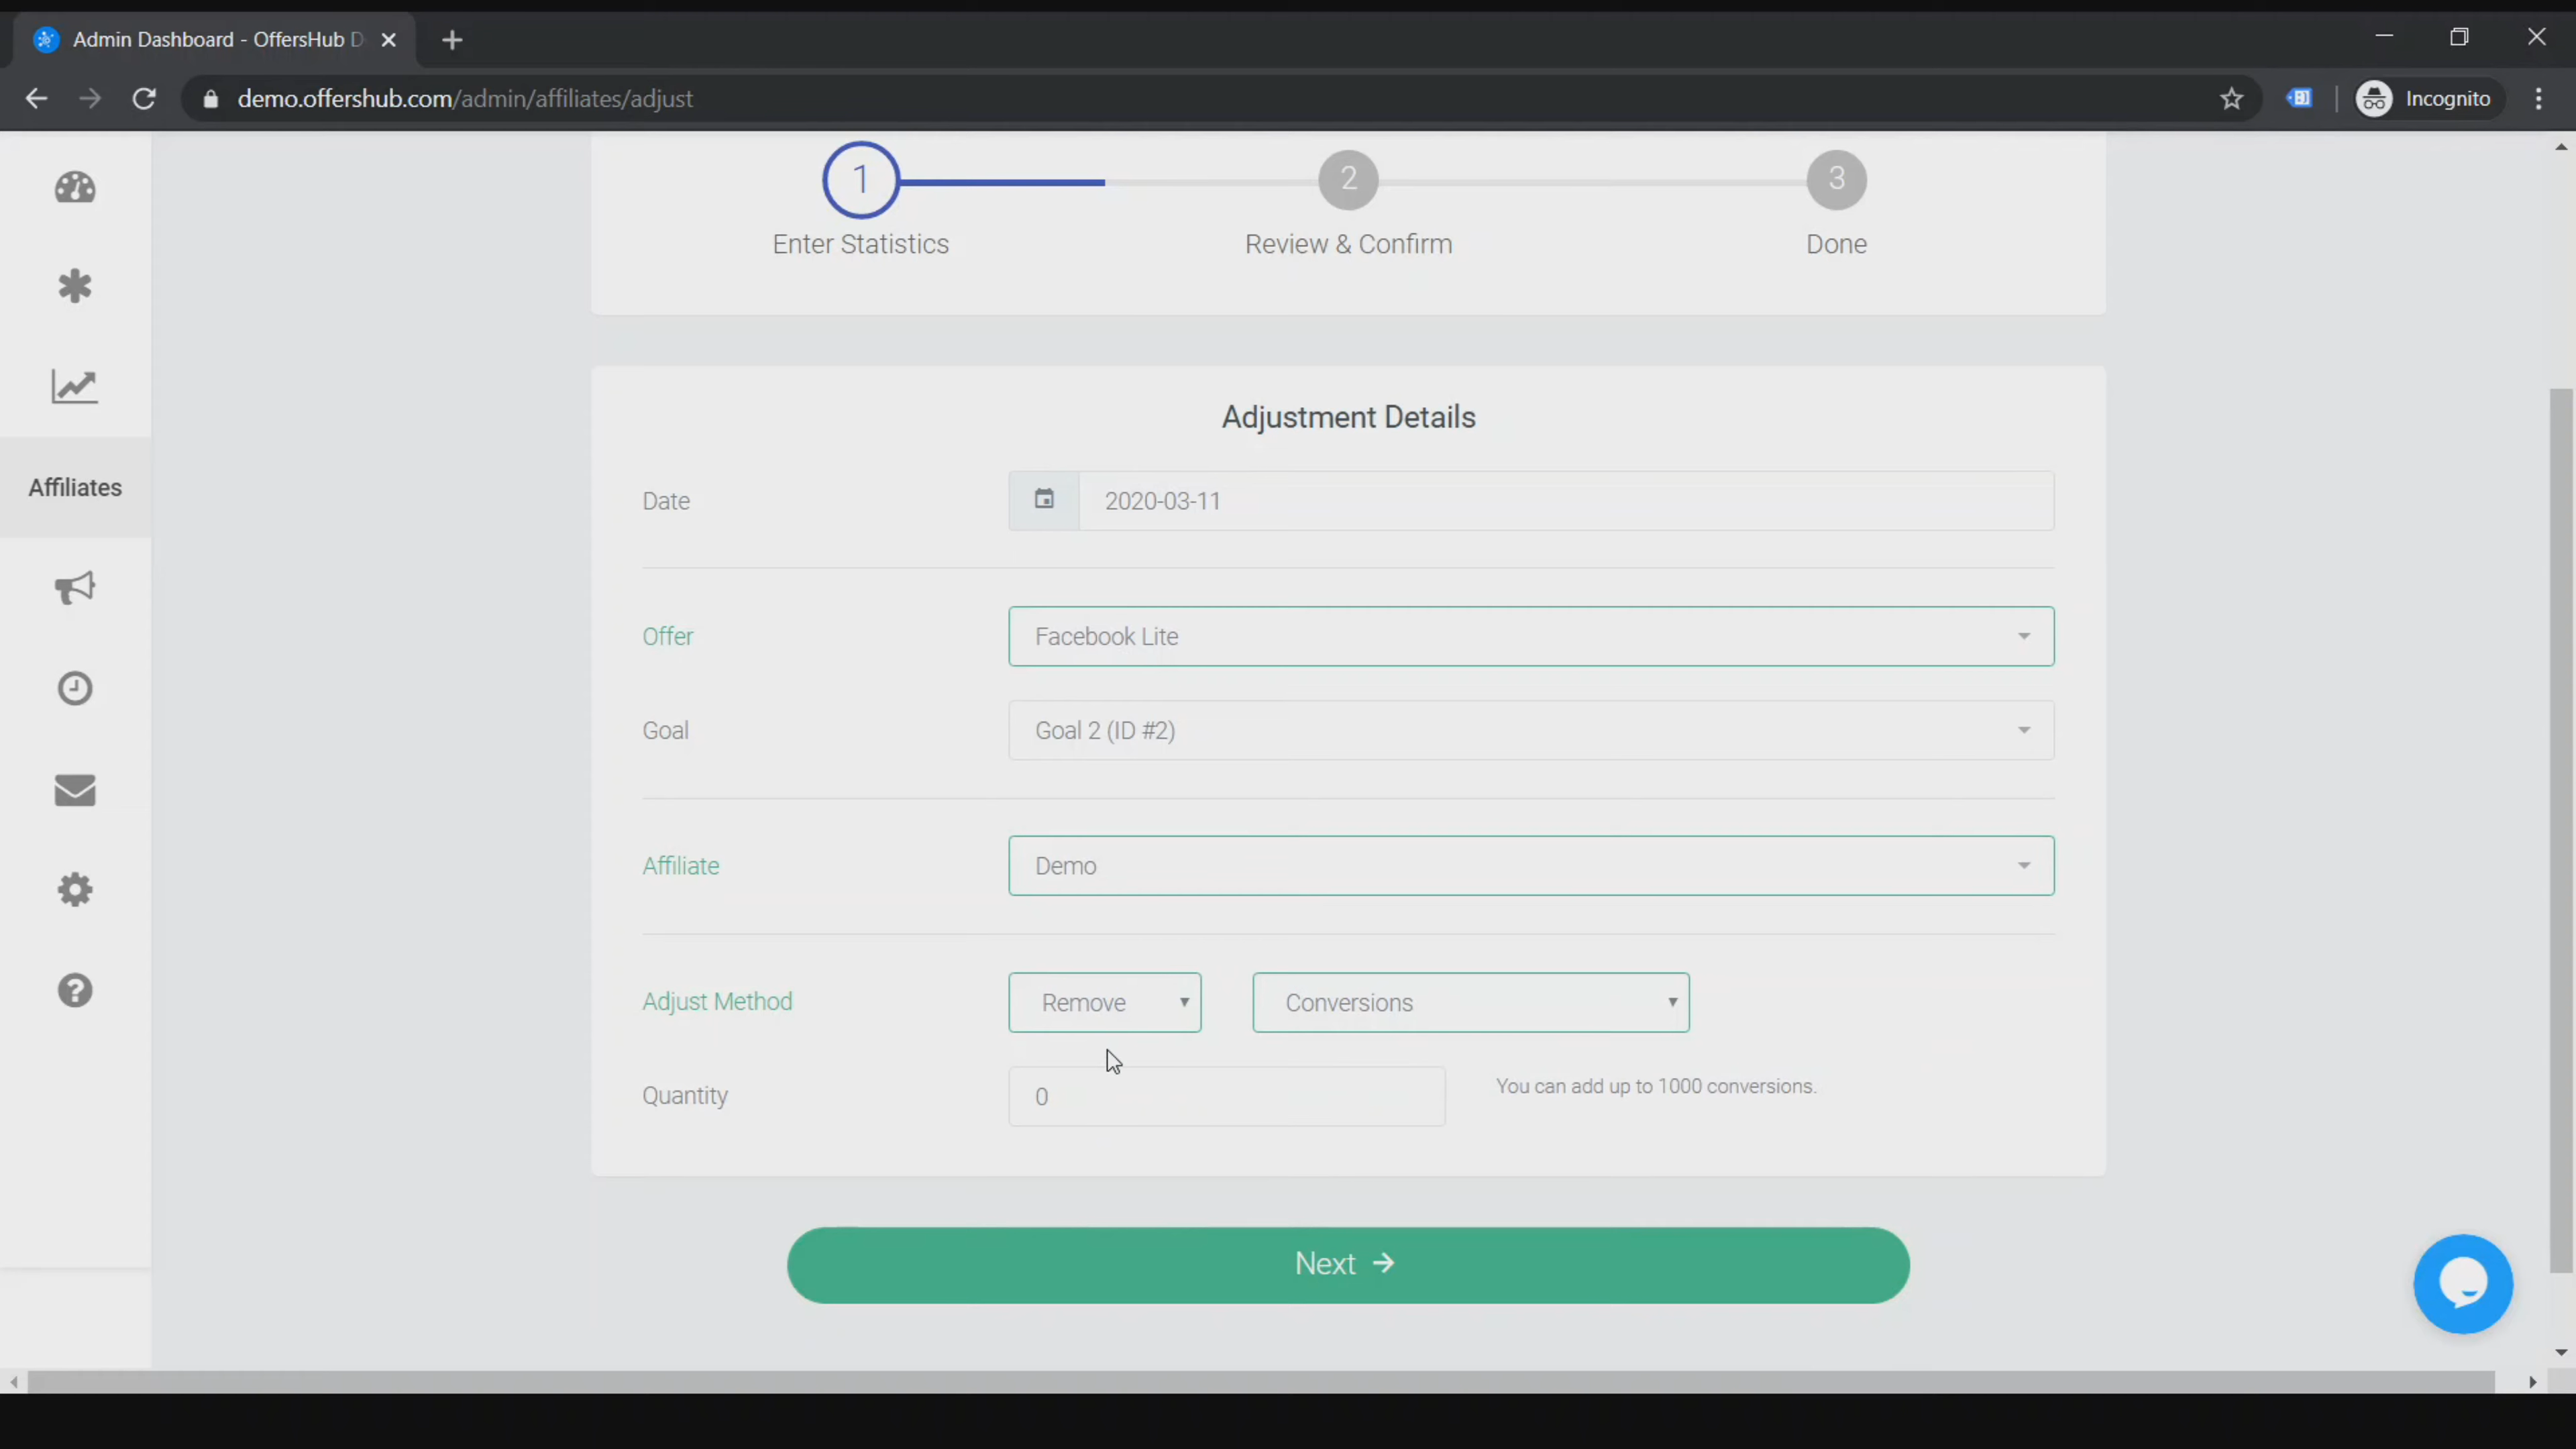 Admin Dashboard - OffersHub D
demo.offershub.com/admin/affiliates/adjust
Incognito
1
2
3
Enter Statistics
Review & Confirm
Done
Affiliates
Adjustment Details
Date
2020-03-11
Offer
Facebook Lite
Goal
Goal 2 (ID #2)
Affiliate
Demo
Adjust Method
Remove
Conversions
Quantity
0
You can add up to 1000 conversions.
Next